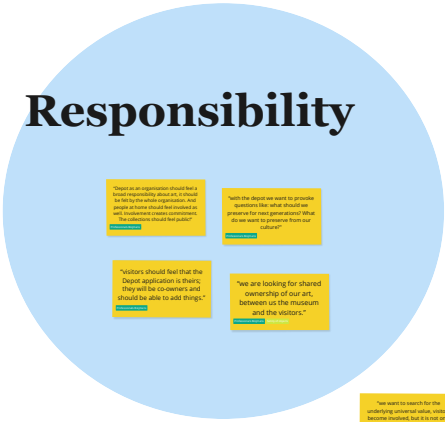 Responsibility
"Depot as an organisation should feel a
broad responsibility about art; it should
be felt by the whole organisation. And
people at home should feel involved as
well. Involvement creates commitment.
The collections should feel public"
"with the depot we want to provoke
questions like: what should we
preserve for next generations? What
do we want to preserve from our
culture?"
"visitors should feel that the
Depot application is theirs;
they will be co-owners and
should be able to add things."
"we are looking for shared
ownership of our art,
between us the museum
and the visitors."
"we want to search for the
underlying universal value, visito
become involved, but it is not on